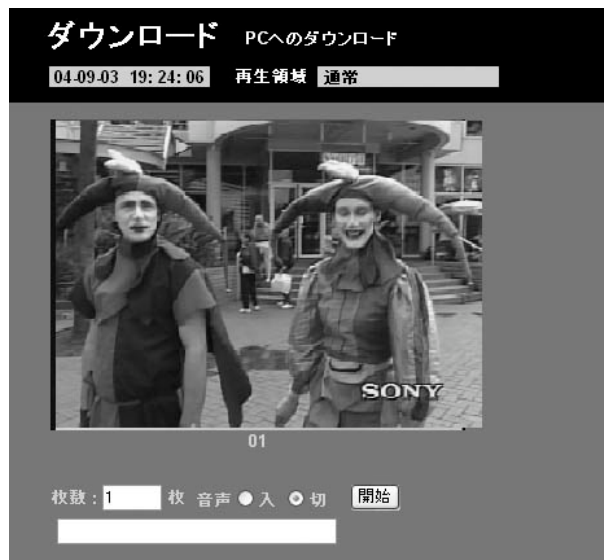 ダウンロード PCへのダウンロード
04-09-03 19:24:06 再生領域 通常
SONY
01
枚数：1 枚 音声 入 切 開始